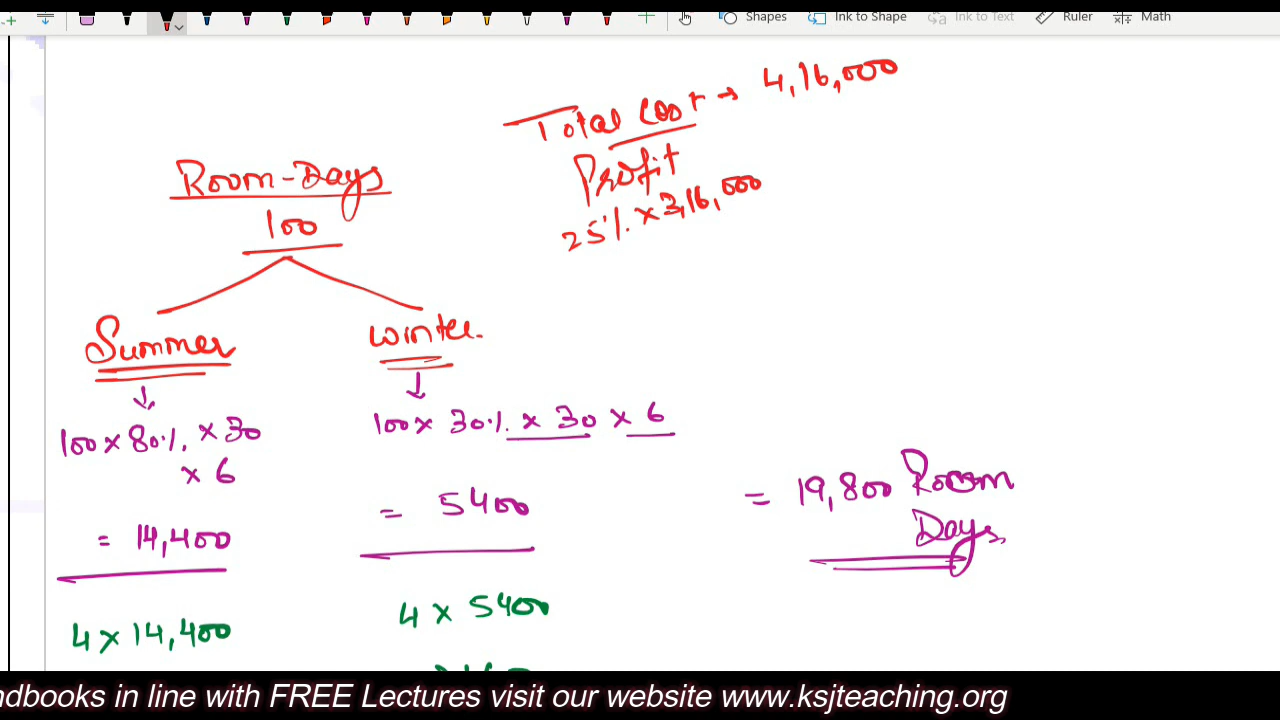 Shapes Ink to Shape Ink to Text Ruler Math
Total Cost → 4,16,000
Profit
25% × 3,16,000
Room-Days
100
Summer
Winter.
100 × 80% × 30
× 6
= 14,400
4 × 14,400
100 × 30% × 30 × 6
= 5400
4 × 5400
= 19,800 Room
Days.
ndbooks in line with FREE Lectures visit our website www.ksjteaching.org